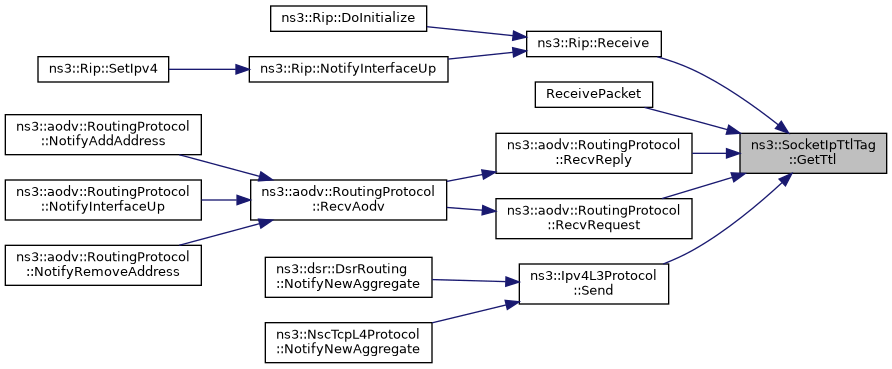 ns3::Rip::DoInitialize
ns3::Rip::Receive
ns3::Rip::SetIpv4
ns3::Rip::NotifyInterfaceUp
ReceivePacket
ns3::aodv::RoutingProtocol
::NotifyAddAddress
ns3::aodv::RoutingProtocol
::RecvReply
ns3::SocketIpTtlTag
::GetTtl
ns3::aodv::RoutingProtocol
::NotifyInterfaceUp
ns3::aodv::RoutingProtocol
::RecvAodv
ns3::aodv::RoutingProtocol
::RecvRequest
ns3::aodv::RoutingProtocol
::NotifyRemoveAddress
ns3::dsr::DsrRouting
::NotifyNewAggregate
ns3::Ipv4L3Protocol
::Send
ns3::NscTcpL4Protocol
::NotifyNewAggregate